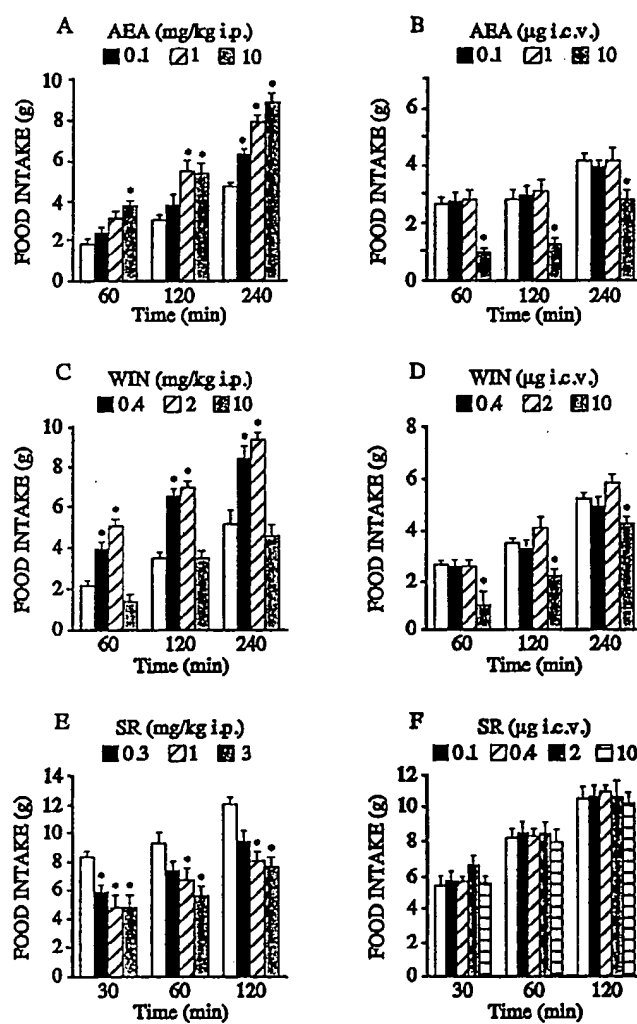 A AEA (mg/kg i.p.)
0.1 1 10
FOOD INTAKE (g)
10
8
6
4
2
0
60 120 240
Time (min)
B AEA (µg i.c.v.)
0.1 1 10
FOOD INTAKE (g)
8
6
4
2
0
60 120 240
Time (min)
C WIN (mg/kg i.p.)
0.4 2 10
FOOD INTAKE (g)
10
8
6
4
2
0
60 120 240
Time (min)
D WIN (µg i.c.v.)
0.4 2 10
FOOD INTAKE (g)
8
6
4
2
0
60 120 240
Time (min)
E SR (mg/kg i.p.)
0.3 1 3
FOOD INTAKE (g)
14
12
10
8
6
4
2
0
30 60 120
Time (min)
F SR (µg i.c.v.)
0.1 0.4 2 10
FOOD INTAKE (g)
12
10
8
6
4
2
0
30 60 120
Time (min)